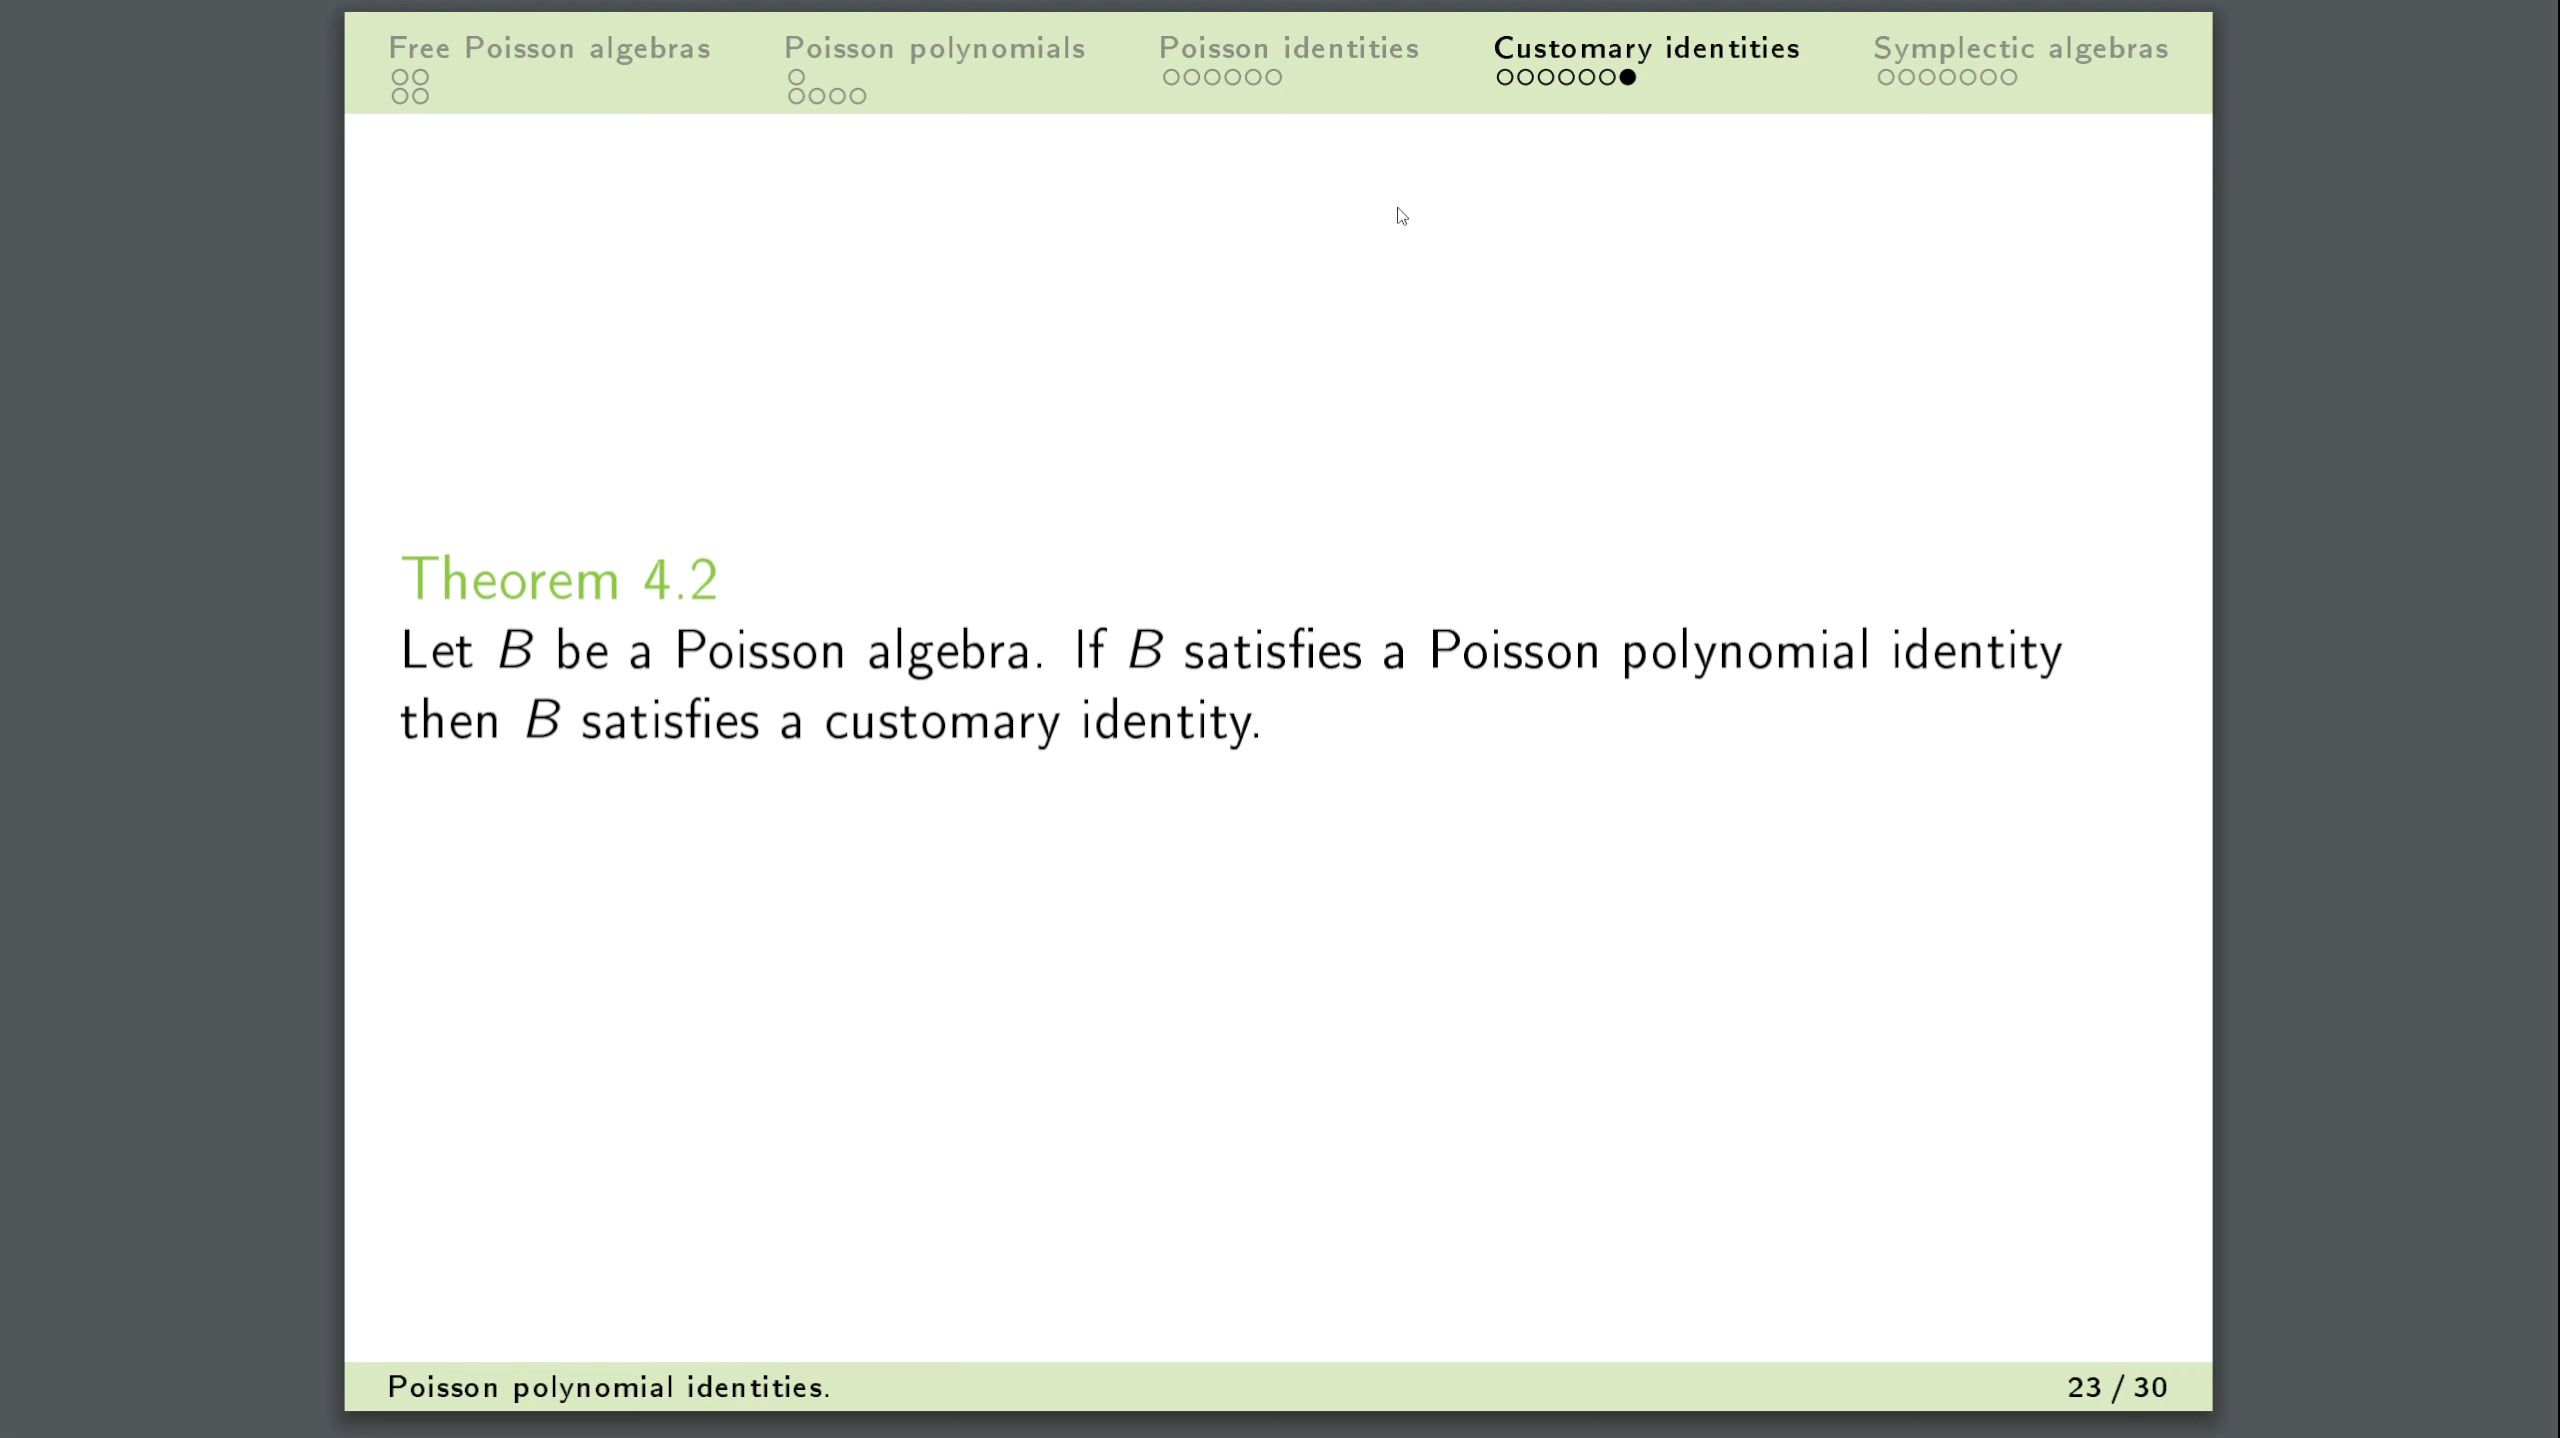 Free Poisson algebras Poisson polynomials Poisson identities Customary identities Symplectic algebras
Theorem 4.2
Let B be a Poisson algebra. If B satisfies a Poisson polynomial identity
then B satisfies a customary identity.
Poisson polynomial identities. 23 / 30